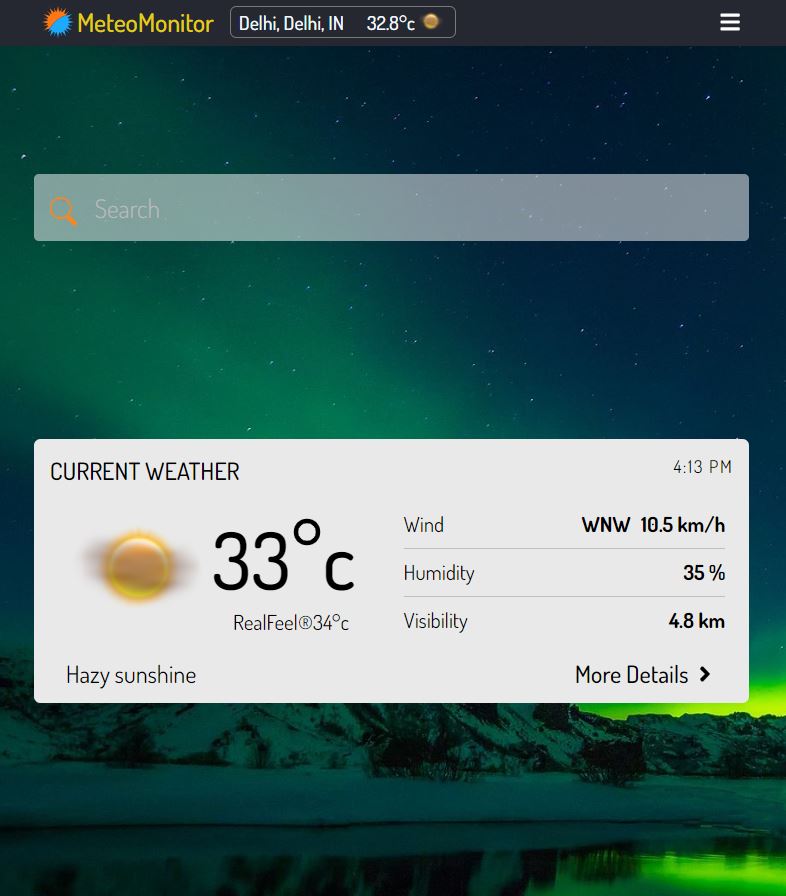 MeteoMonitor
Delhi, Delhi, IN 32.8°c
Search
CURRENT WEATHER
4:13 PM
33°c
RealFeel®34°c
Wind WNW 10.5 km/h
Humidity 35 %
Visibility 4.8 km
Hazy sunshine
More Details